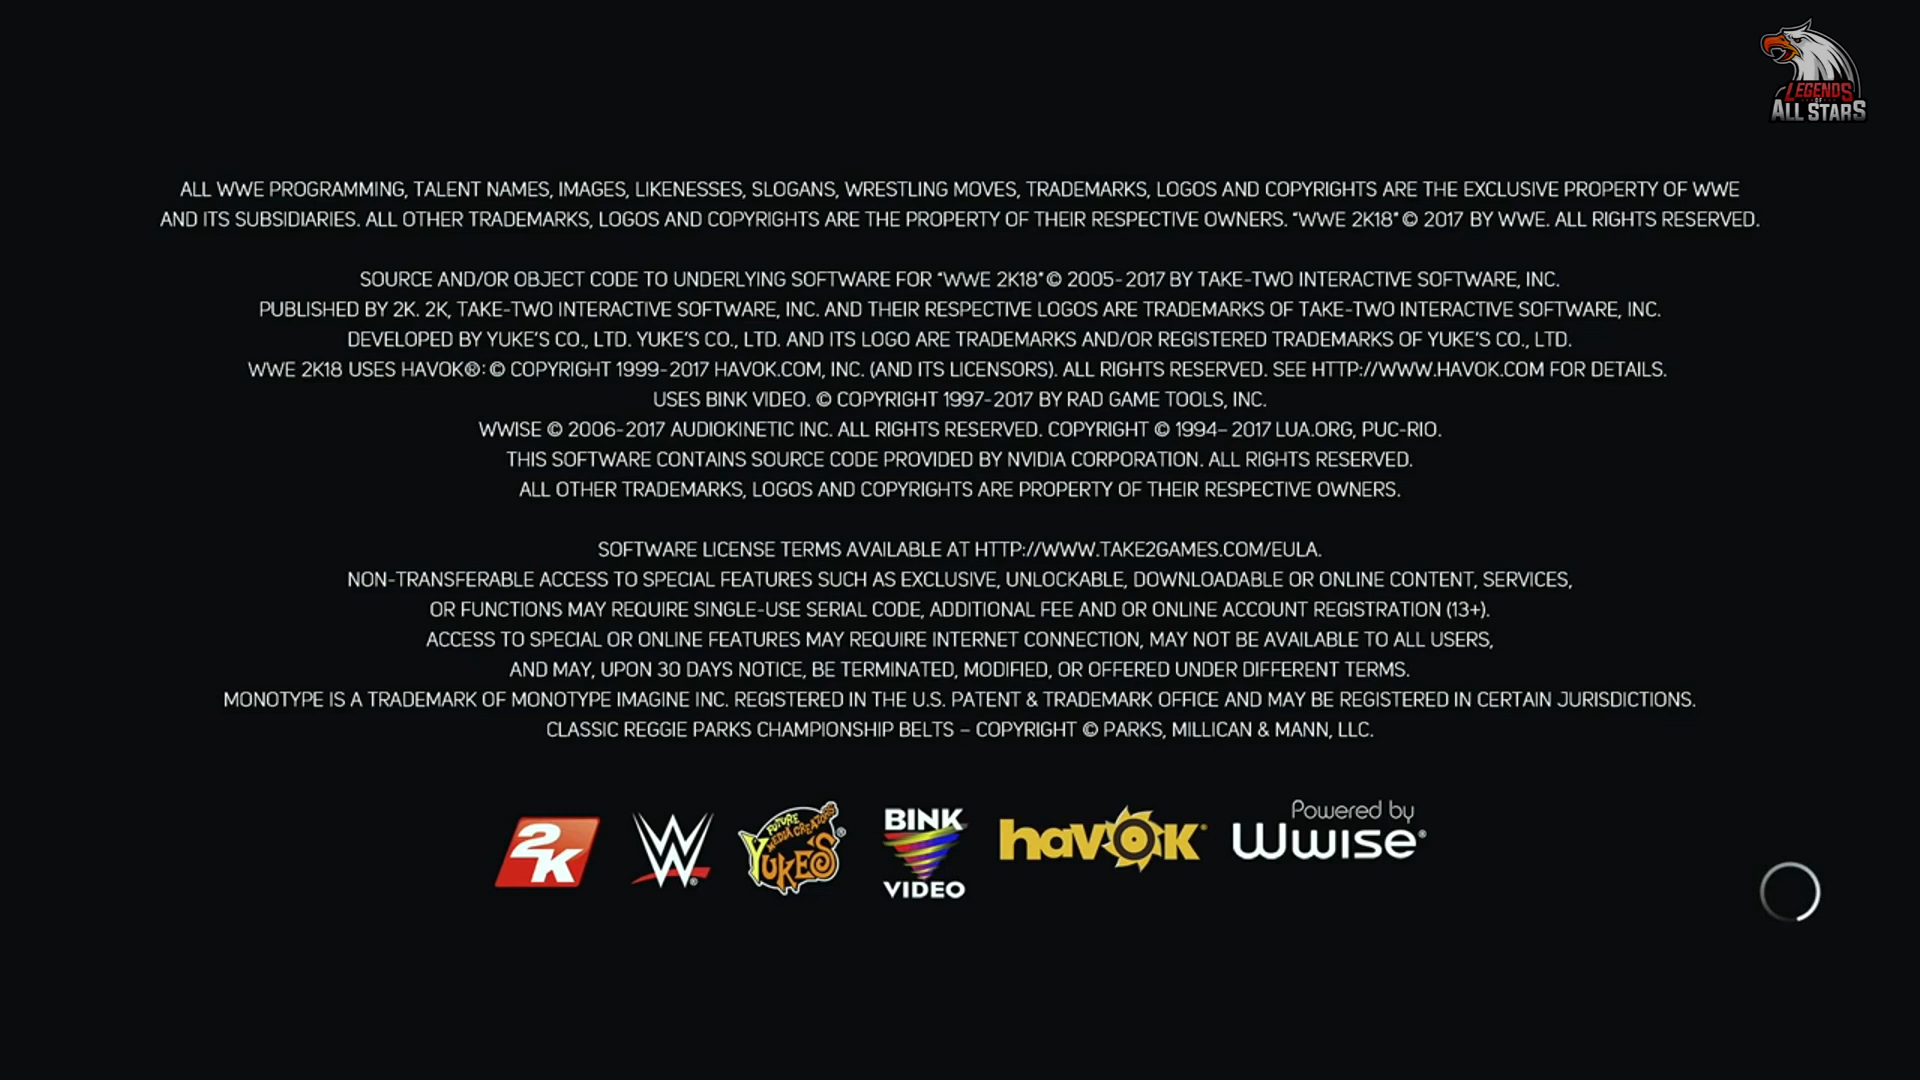 LEGENDS
OF
ALL STARS
ALL WWE PROGRAMMING, TALENT NAMES, IMAGES, LIKENESSES, SLOGANS, WRESTLING MOVES, TRADEMARKS, LOGOS AND COPYRIGHTS ARE THE EXCLUSIVE PROPERTY OF WWE
AND ITS SUBSIDIARIES. ALL OTHER TRADEMARKS, LOGOS AND COPYRIGHTS ARE THE PROPERTY OF THEIR RESPECTIVE OWNERS. "WWE 2K18" © 2017 BY WWE. ALL RIGHTS RESERVED.
SOURCE AND/OR OBJECT CODE TO UNDERLYING SOFTWARE FOR "WWE 2K18" © 2005-2017 BY TAKE-TWO INTERACTIVE SOFTWARE, INC.
PUBLISHED BY 2K. 2K, TAKE-TWO INTERACTIVE SOFTWARE, INC. AND THEIR RESPECTIVE LOGOS ARE TRADEMARKS OF TAKE-TWO INTERACTIVE SOFTWARE, INC.
DEVELOPED BY YUKE'S CO., LTD. YUKE'S CO., LTD. AND ITS LOGO ARE TRADEMARKS AND/OR REGISTERED TRADEMARKS OF YUKE'S CO., LTD.
WWE 2K18 USES HAVOK®: © COPYRIGHT 1999-2017 HAVOK.COM, INC. (AND ITS LICENSORS). ALL RIGHTS RESERVED. SEE HTTP://WWW.HAVOK.COM FOR DETAILS.
USES BINK VIDEO. © COPYRIGHT 1997-2017 BY RAD GAME TOOLS, INC.
WWISE © 2006-2017 AUDIOKINETIC INC. ALL RIGHTS RESERVED. COPYRIGHT © 1994–2017 LUA.ORG, PUC-RIO.
THIS SOFTWARE CONTAINS SOURCE CODE PROVIDED BY NVIDIA CORPORATION. ALL RIGHTS RESERVED.
ALL OTHER TRADEMARKS, LOGOS AND COPYRIGHTS ARE PROPERTY OF THEIR RESPECTIVE OWNERS.
SOFTWARE LICENSE TERMS AVAILABLE AT HTTP://WWW.TAKE2GAMES.COM/EULA.
NON-TRANSFERABLE ACCESS TO SPECIAL FEATURES SUCH AS EXCLUSIVE, UNLOCKABLE, DOWNLOADABLE OR ONLINE CONTENT, SERVICES,
OR FUNCTIONS MAY REQUIRE SINGLE-USE SERIAL CODE, ADDITIONAL FEE AND OR ONLINE ACCOUNT REGISTRATION (13+).
ACCESS TO SPECIAL OR ONLINE FEATURES MAY REQUIRE INTERNET CONNECTION, MAY NOT BE AVAILABLE TO ALL USERS,
AND MAY, UPON 30 DAYS NOTICE, BE TERMINATED, MODIFIED, OR OFFERED UNDER DIFFERENT TERMS.
MONOTYPE IS A TRADEMARK OF MONOTYPE IMAGINE INC. REGISTERED IN THE U.S. PATENT & TRADEMARK OFFICE AND MAY BE REGISTERED IN CERTAIN JURISDICTIONS.
CLASSIC REGGIE PARKS CHAMPIONSHIP BELTS – COPYRIGHT © PARKS, MILLICAN & MANN, LLC.
2K
W®
FUTURE MEDIA CREATORS YUKE'S®
BINK VIDEO
havok®
Powered by
Wwise®